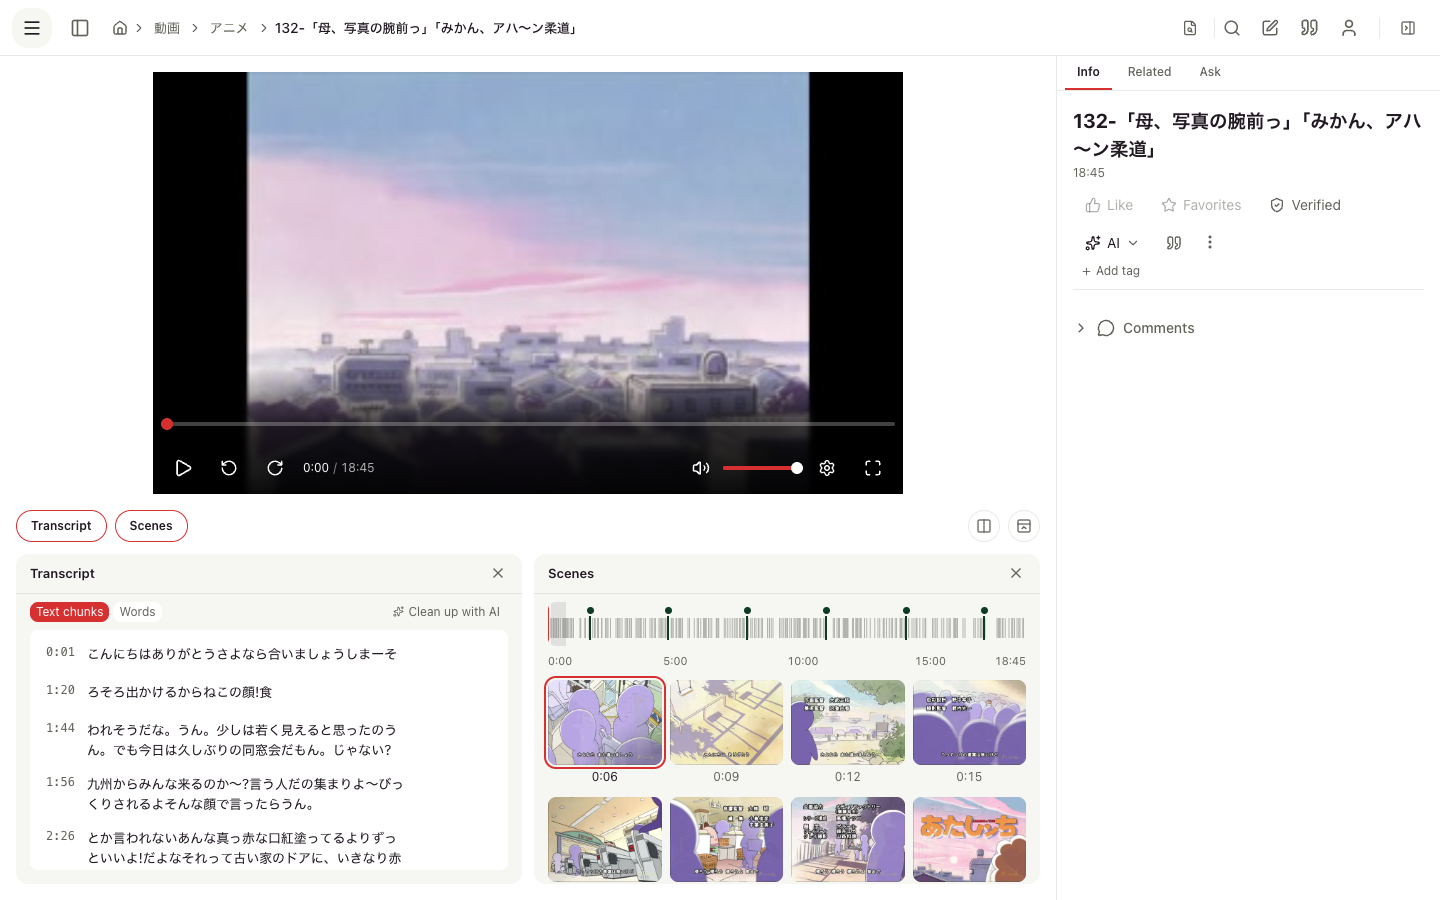 動画
アニメ
132-「母、写真の腕前っ」「みかん、アハ〜ン柔道」
Info
Related
Ask
132-「母、写真の腕前っ」「みかん、アハ
〜ン柔道」
18:45
Like
Favorites
Verified
AI
+ Add tag
Comments
0:00 / 18:45
Transcript
Scenes
Transcript
Text chunks
Words
Clean up with AI
0:01 こんにちはありがとうさよなら合いましょうしまーそ
1:20 ろそろ出かけるからねこの顔!食
1:44 われそうだな。うん。少しは若く見えると思ったのう
ん。でも今日は久しぶりの同窓会だもん。じゃない?
1:56 九州からみんな来るのか〜?言う人だの集まりよ〜びっ
くりされるよそんな顔で言ったらうん。
2:26 とか言われないあんな真っ赤な口紅塗ってるよりずっ
といいよ!だよなそれって古い家のドアに、いきなり赤
Scenes
0:00
5:00
10:00
15:00
18:45
0:06
0:09
0:12
0:15
あたしンち